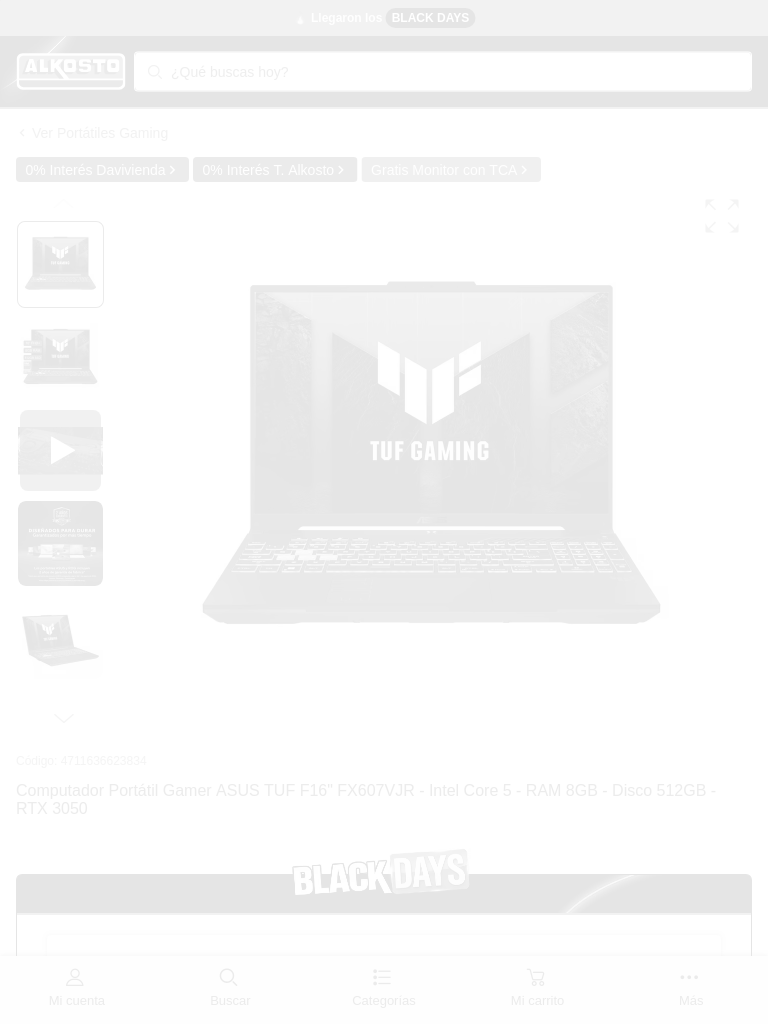 Llegaron los BLACK DAYS
ALKOSTO
¿Qué buscas hoy?
Ver Portátiles Gaming
0% Interés Davivienda
0% Interés T. Alkosto
Gratis Monitor con TCA
TUF GAMING
Código: 4711636623834
Computador Portátil Gamer ASUS TUF F16" FX607VJR - Intel Core 5 - RAM 8GB - Disco 512GB -
RTX 3050
BLACK DAYS
Mi cuenta
Buscar
Categorías
Mi carrito
Más